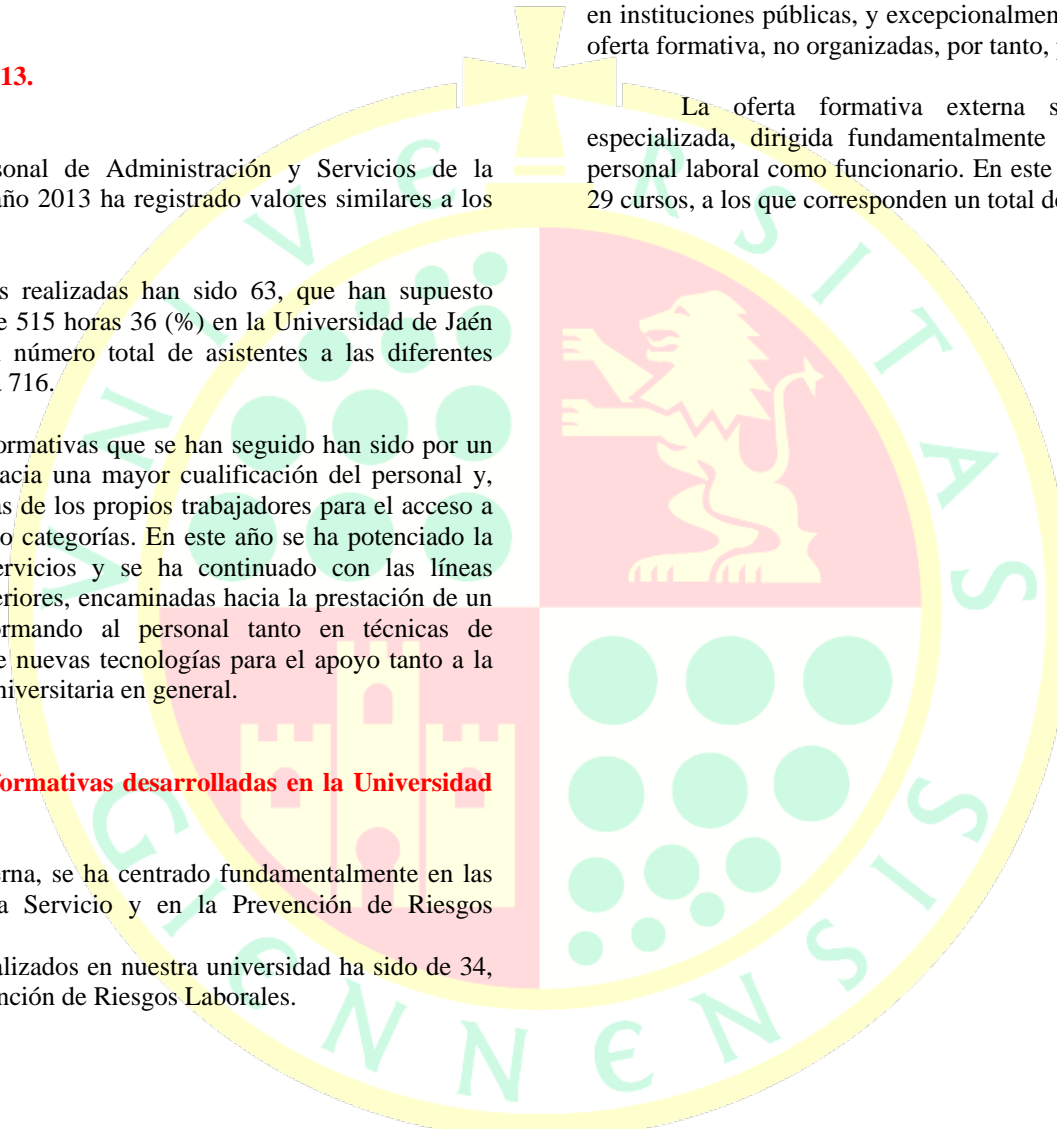 13.
sonal de Administración y Servicios de la
año 2013 ha registrado valores similares a los
s realizadas han sido 63, que han supuesto
e 515 horas 36 (%) en la Universidad de Jaén
número total de asistentes a las diferentes
716.
ormativas que se han seguido han sido por un
acia una mayor cualificación del personal y,
as de los propios trabajadores para el acceso a
o categorías. En este año se ha potenciado la
ervicios y se ha continuado con las líneas
eriores, encaminadas hacia la prestación de un
ormando al personal tanto en técnicas de
e nuevas tecnologías para el apoyo tanto a la
niversitaria en general.
formativas desarrolladas en la Universidad
erna, se ha centrado fundamentalmente en las
a Servicio y en la Prevención de Riesgos
alizados en nuestra universidad ha sido de 34,
nción de Riesgos Laborales.
en instituciones públicas, y excepcionalmen
oferta formativa, no organizadas, por tanto,
La oferta formativa externa s
especializada, dirigida fundamentalmente
personal laboral como funcionario. En este
29 cursos, a los que corresponden un total de
VNIVERSITAS
GIENNENSIS